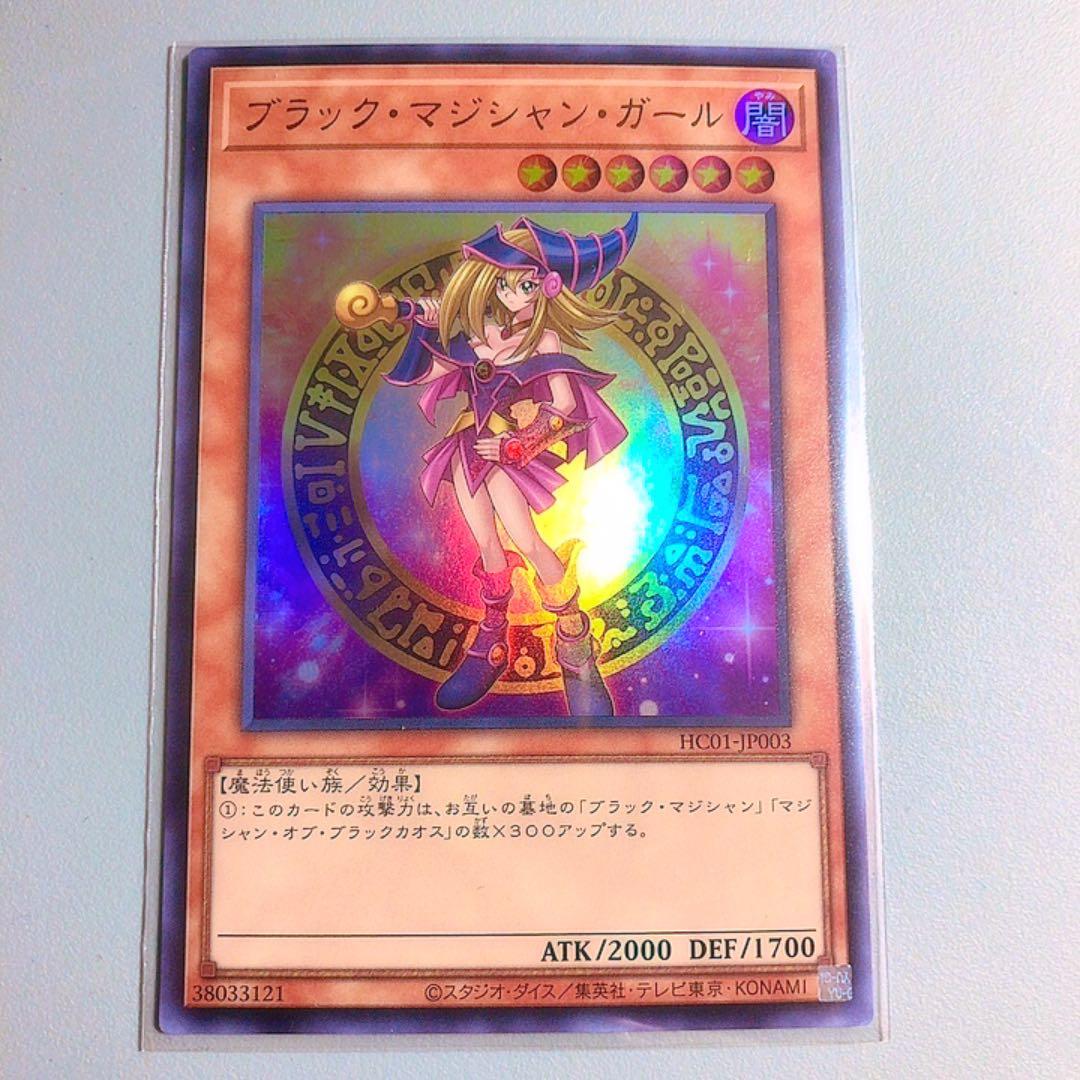 ブラック・マジシャン・ガール
やみ
闇
HC01-JP003
【魔法使い族／効果】
①：このカードの攻撃力は、お互いの墓地の「ブラック・マジシャン」「マジ
シャン・オブ・ブラックカオス」の数×300アップする。
ATK/2000 DEF/1700
38033121
©スタジオ・ダイス／集英社・テレビ東京・KONAMI